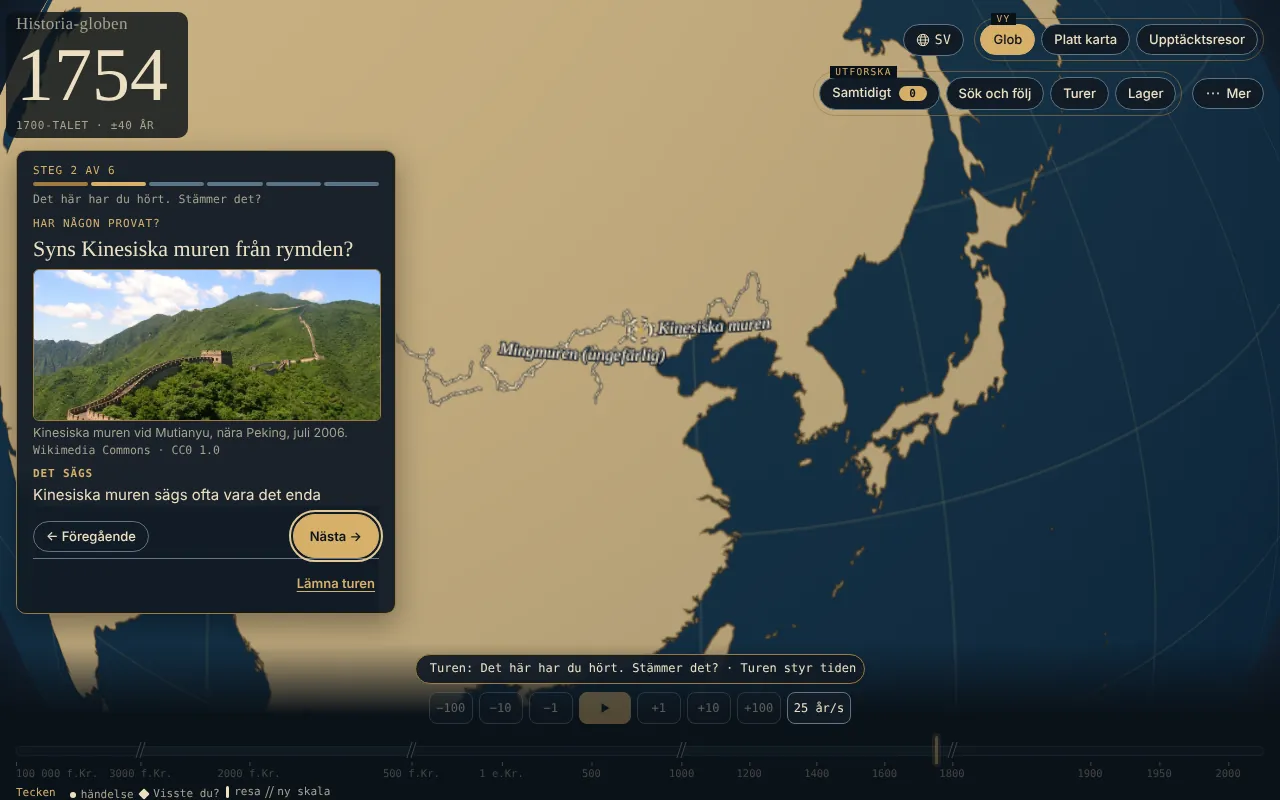 Historia-globen
1754
1700-TALET · ±40 ÅR
VY
SV
Glob
Platt karta
Upptäcktsresor
UTFORSKA
Samtidigt 0
Sök och följ
Turer
Lager
··· Mer
STEG 2 AV 6
Det här har du hört. Stämmer det?
HAR NÅGON PROVAT?
Syns Kinesiska muren från rymden?
Kinesiska muren vid Mutianyu, nära Peking, juli 2006.
Wikimedia Commons · CC0 1.0
DET SÄGS
Kinesiska muren sägs ofta vara det enda
← Föregående
Nästa →
Lämna turen
Kinesiska muren
Mingmuren (ungefärlig)
Turen: Det här har du hört. Stämmer det? · Turen styr tiden
−100
−10
−1
+1
+10
+100
25 år/s
100 000 f.Kr.
3000 f.Kr.
2000 f.Kr.
500 f.Kr.
1 e.Kr.
500
1000
1200
1400
1600
1800
1900
1950
2000
Tecken
händelse
Visste du?
resa
// ny skala